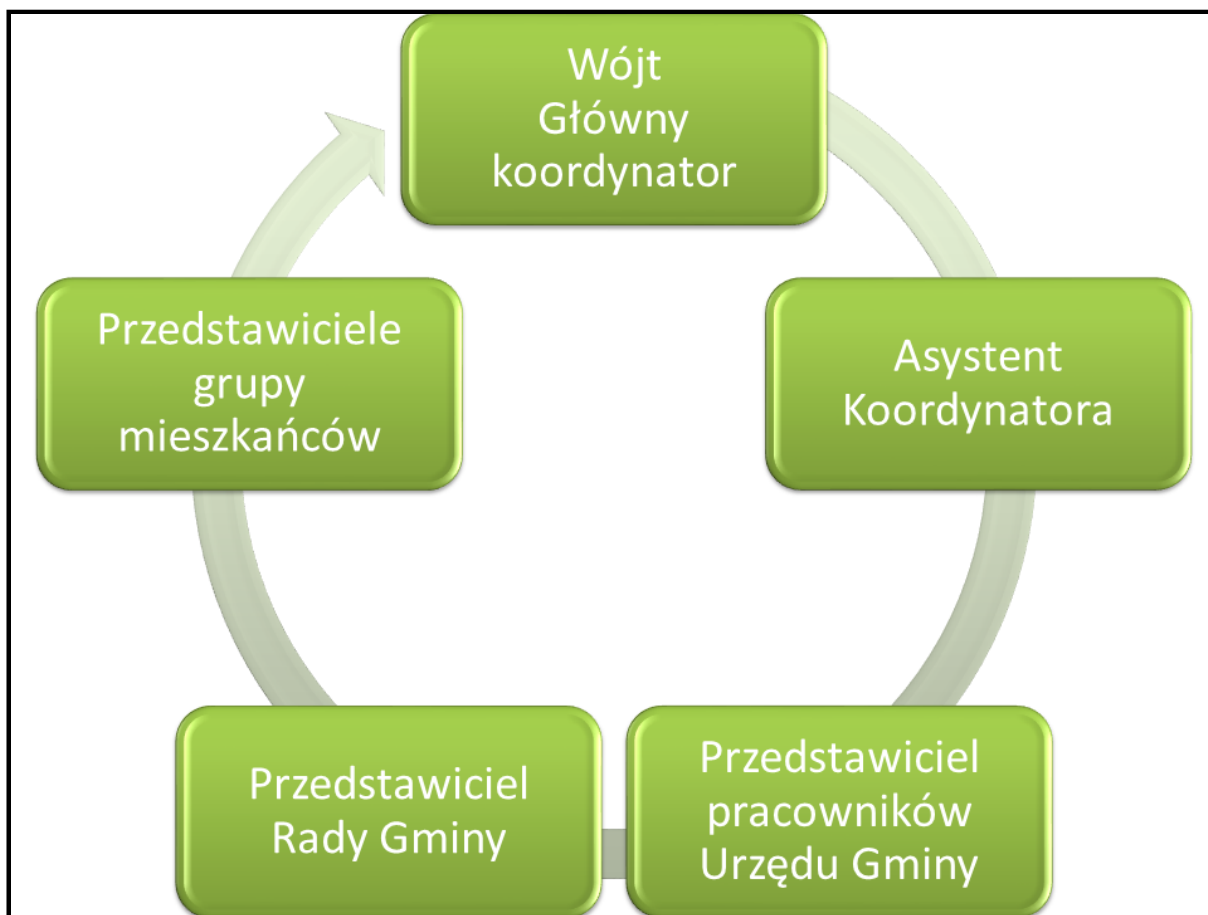 Wójt
Główny
koordynator
Asystent
Koordynatora
Przedstawiciel
pracowników
Urzędu Gminy
Przedstawiciel
Rady Gminy
Przedstawiciele
grupy
mieszkańców